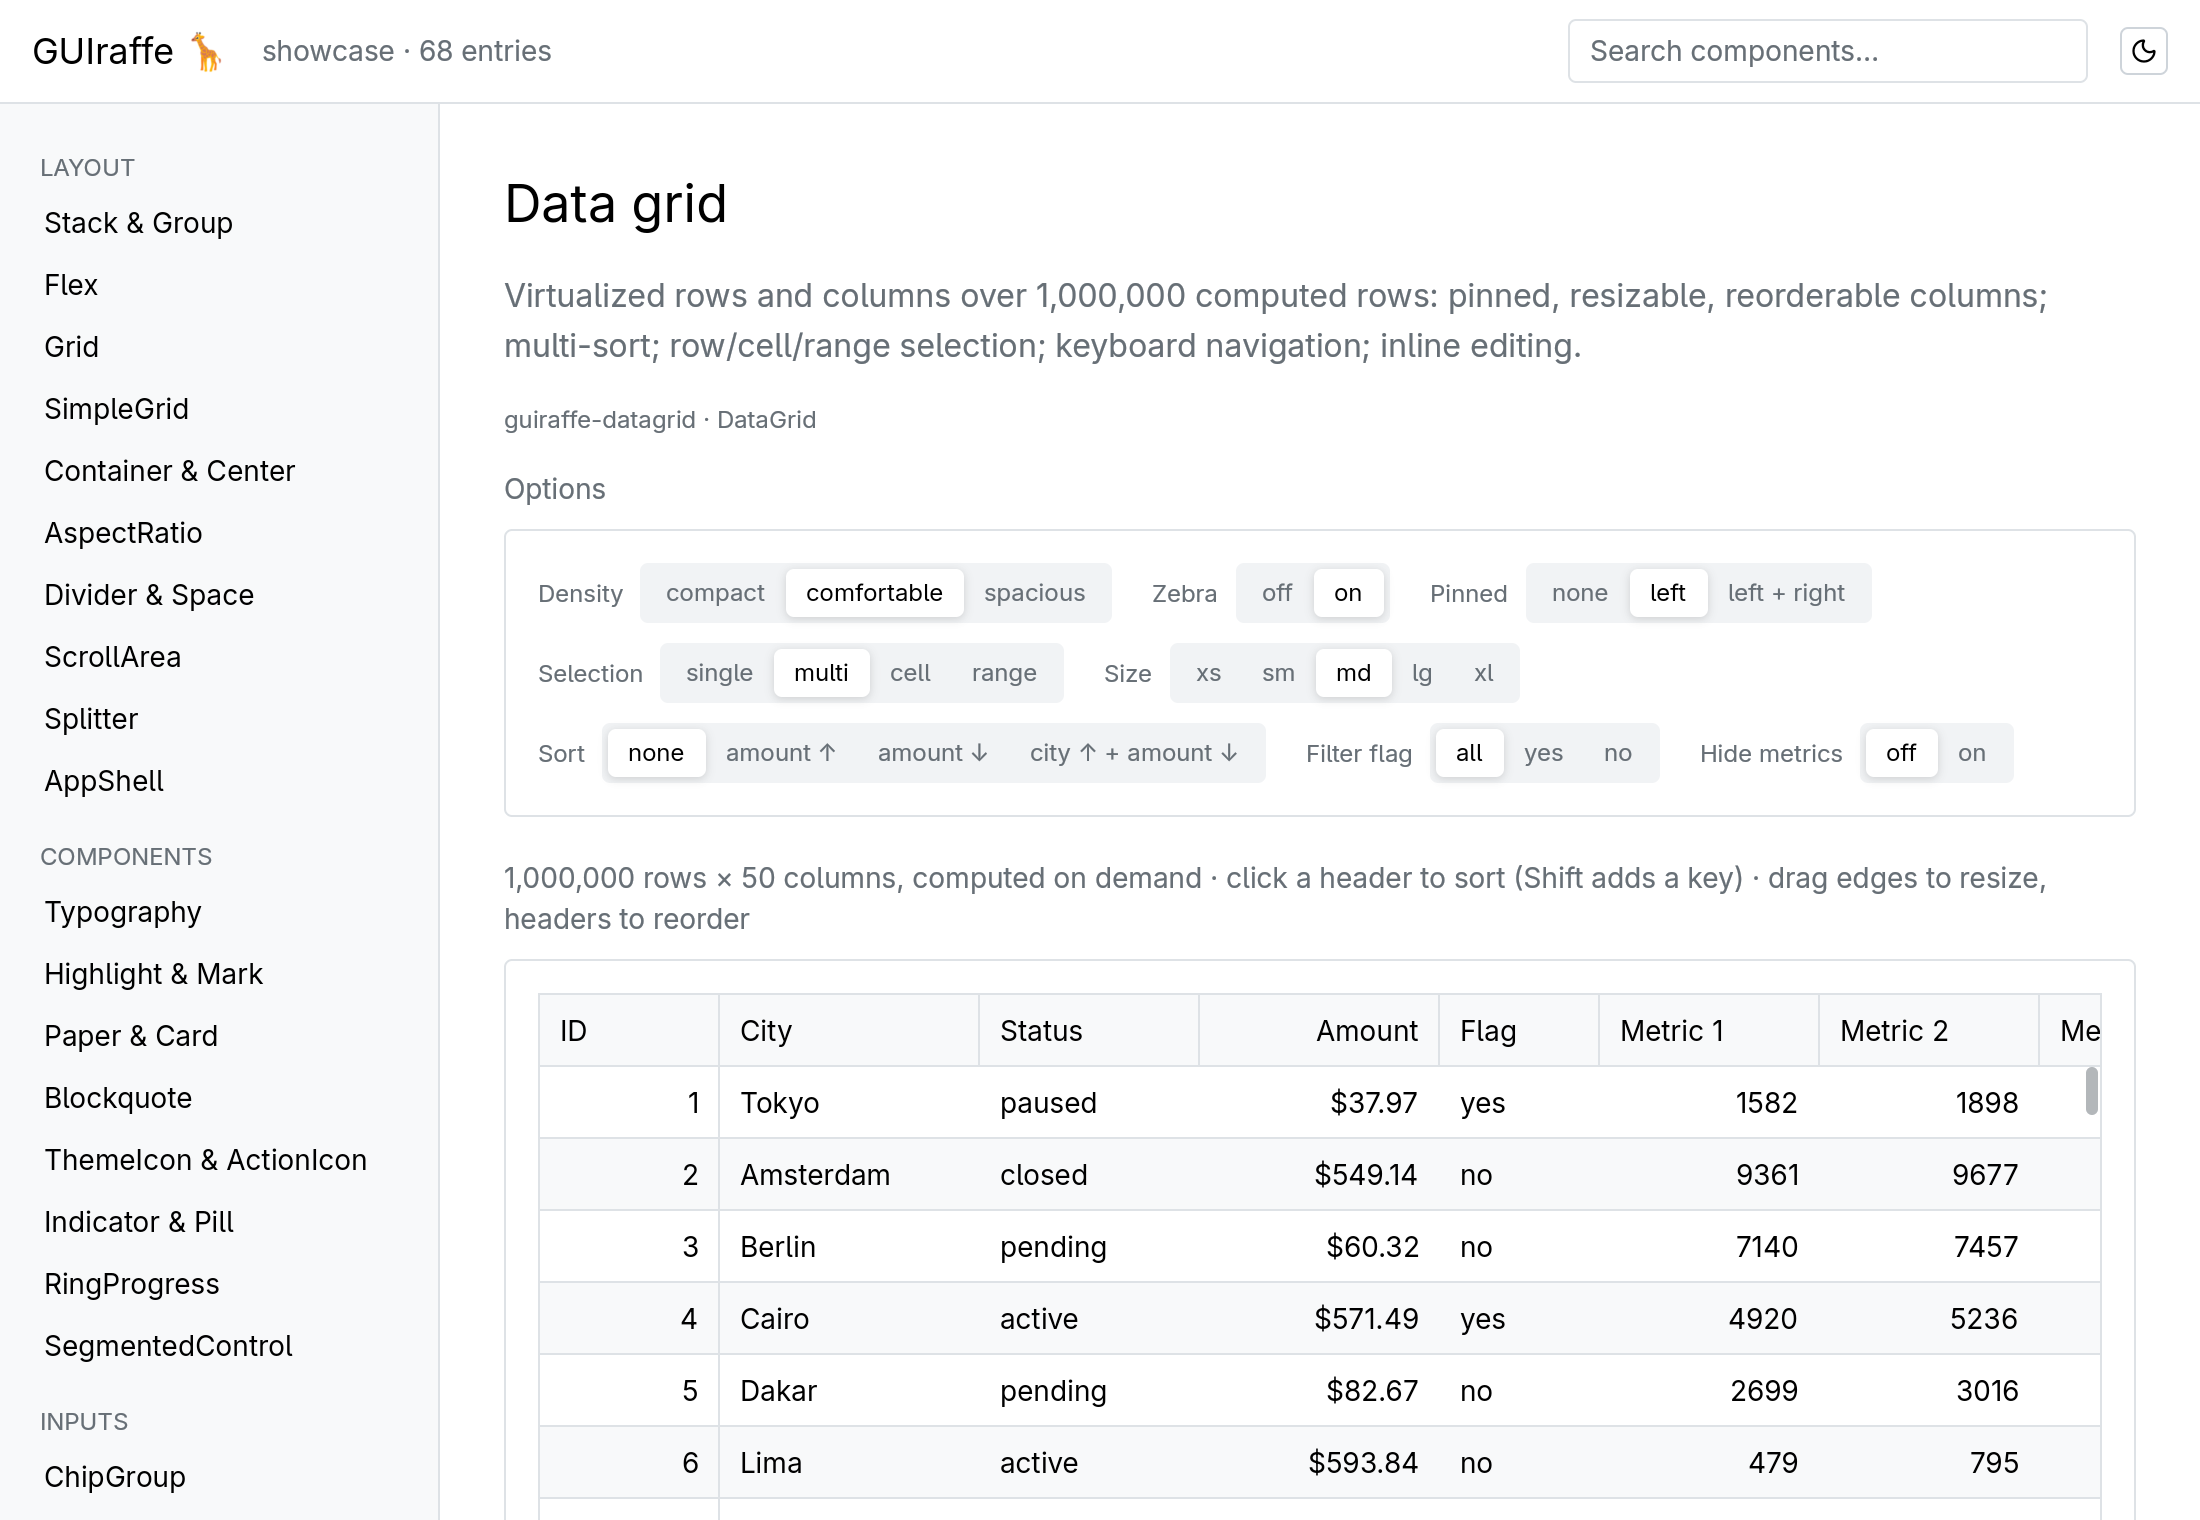 GUIraffe 🦒 showcase · 68 entries Search components...
LAYOUT
Stack & Group
Flex
Grid
SimpleGrid
Container & Center
AspectRatio
Divider & Space
ScrollArea
Splitter
AppShell
COMPONENTS
Typography
Highlight & Mark
Paper & Card
Blockquote
ThemeIcon & ActionIcon
Indicator & Pill
RingProgress
SegmentedControl
INPUTS
ChipGroup
Data grid
Virtualized rows and columns over 1,000,000 computed rows: pinned, resizable, reorderable columns;
multi-sort; row/cell/range selection; keyboard navigation; inline editing.
guiraffe-datagrid · DataGrid
Options
Density compact comfortable spacious Zebra off on Pinned none left left + right
Selection single multi cell range Size xs sm md lg xl
Sort none amount ↑ amount ↓ city ↑ + amount ↓ Filter flag all yes no Hide metrics off on
1,000,000 rows × 50 columns, computed on demand · click a header to sort (Shift adds a key) · drag edges to resize,
headers to reorder
ID City Status Amount Flag Metric 1 Metric 2 Me
1 Tokyo paused $37.97 yes 1582 1898
2 Amsterdam closed $549.14 no 9361 9677
3 Berlin pending $60.32 no 7140 7457
4 Cairo active $571.49 yes 4920 5236
5 Dakar pending $82.67 no 2699 3016
6 Lima active $593.84 no 479 795